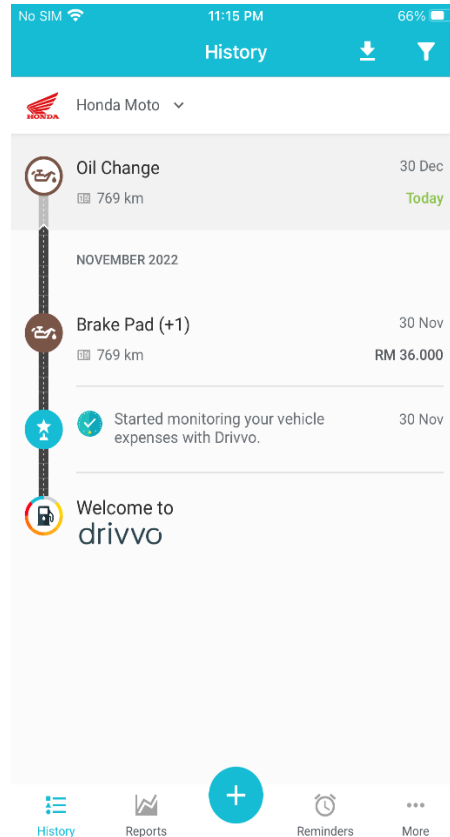 No SIM 11:15 PM 66%
History
HONDA Honda Moto
Oil Change 30 Dec
769 km Today
NOVEMBER 2022
Brake Pad (+1) 30 Nov
769 km RM 36.000
Started monitoring your vehicle 30 Nov
expenses with Drivvo.
Welcome to
drivvo
History Reports Reminders More